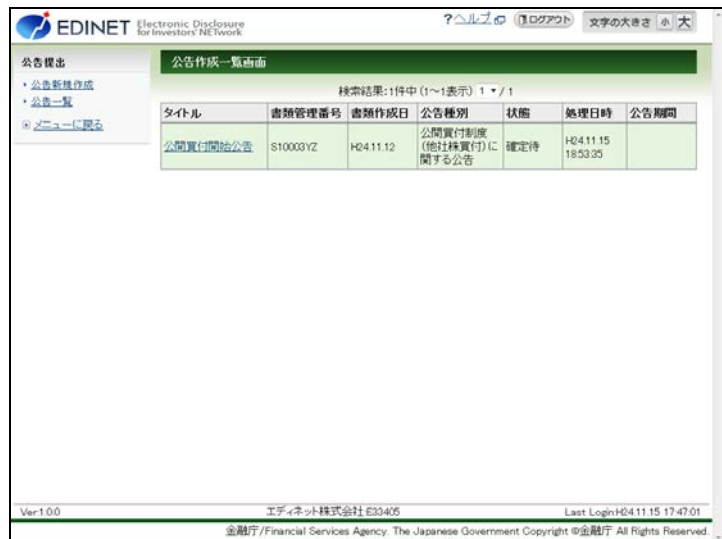 EDINET Electronic Disclosure for Investors' NETwork
?ヘルプ ログアウト 文字の大きさ 小 大
公告提出
公告新規作成
公告一覧
メニューに戻る
公告作成一覧画面
検索結果:1件中(1～1表示) 1 / 1
タイトル 書類管理番号 書類作成日 公告種別 状態 処理日時 公告期間
公開買付開始公告 S10003YZ H24.11.12 公開買付制度(他社株買付)に関する公告 確定待 H24.11.15 18:53:35
Ver.1.0.0 エディネット株式会社:E33405 Last Login:H24.11.15 17:47:01
金融庁/Financial Services Agency. The Japanese Government Copyright ©金融庁 All Rights Reserved.